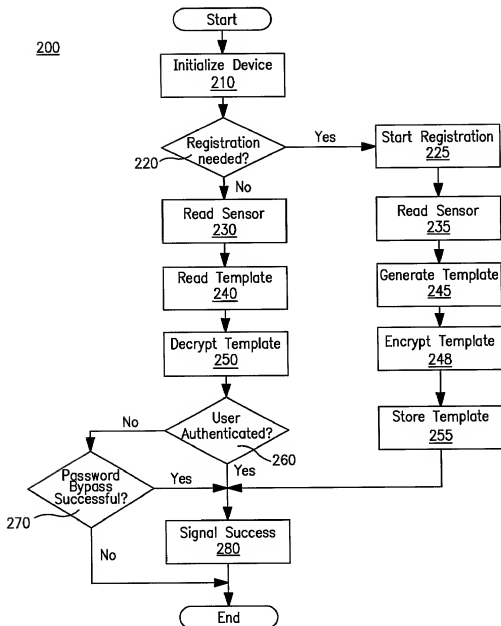 Start
200
Initialize Device
210
Registration
needed?
220
Yes
No
Start Registration
225
Read Sensor
230
Read Sensor
235
Read Template
240
Generate Template
245
Decrypt Template
250
Encrypt Template
248
User
Authenticated?
260
No
Yes
Store Template
255
Password
Bypass
Successful?
270
Yes
No
Signal Success
280
End